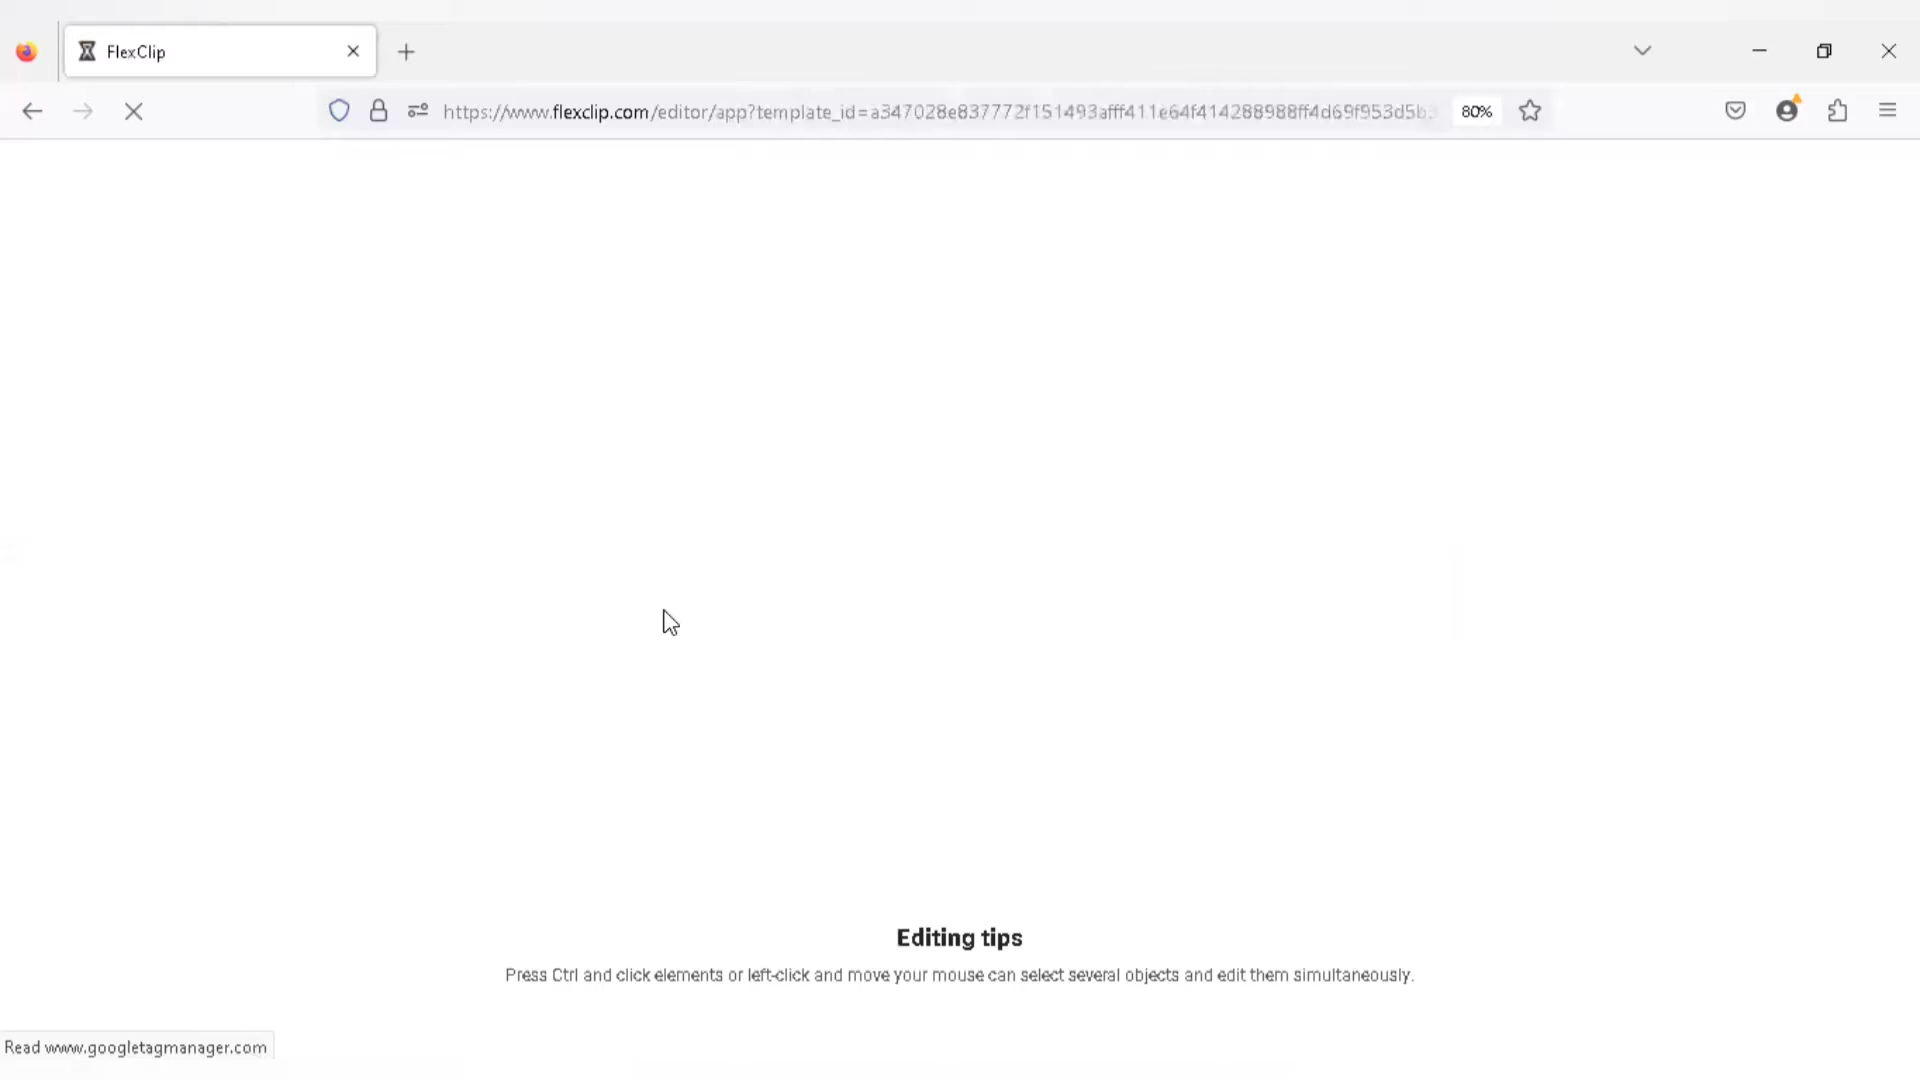 FlexClip
https://www.flexclip.com/editor/app?template_id=a347028e837772f151493afff411e64f414288988ff4d69f953d5b3
80%
Editing tips
Press Ctrl and click elements or left-click and move your mouse can select several objects and edit them simultaneously.
Read www.googletagmanager.com